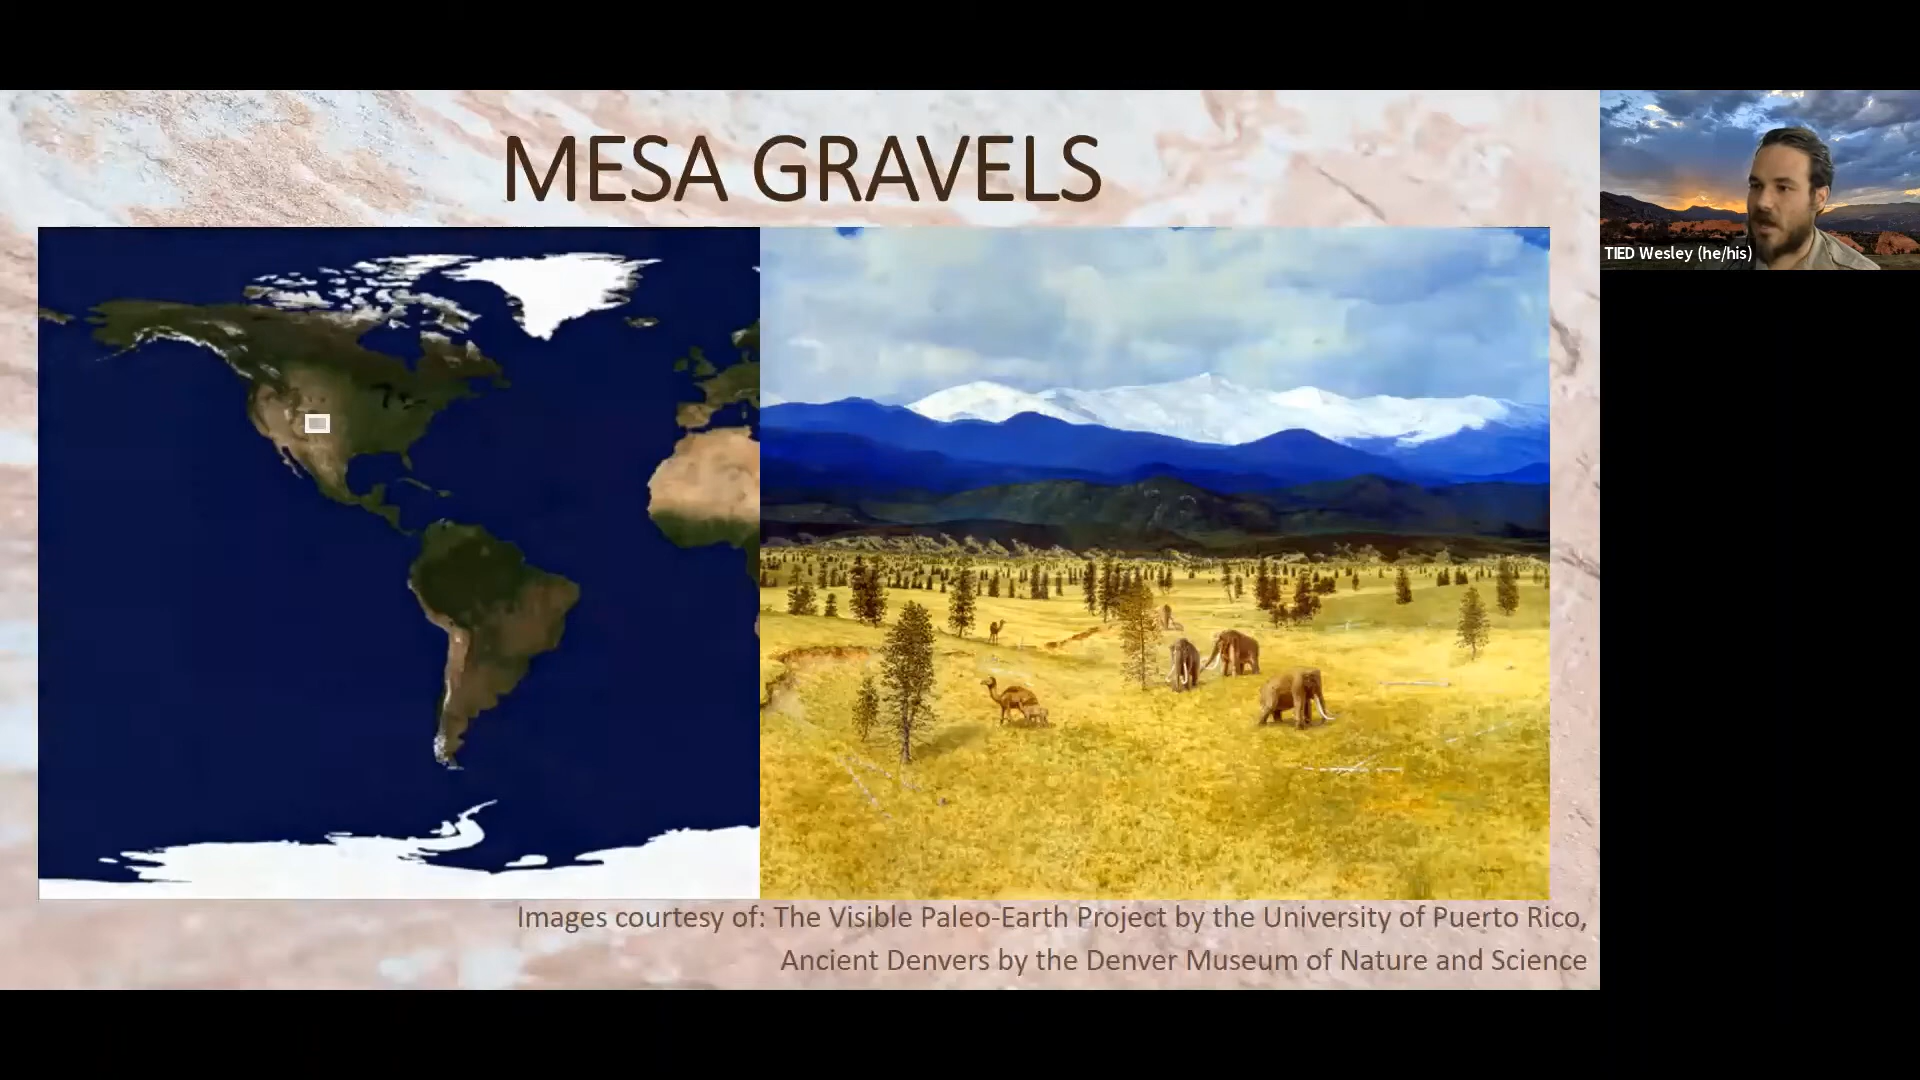 MESA GRAVELS
TIED Wesley (he/his)
Images courtesy of: The Visible Paleo-Earth Project by the University of Puerto Rico,
Ancient Denvers by the Denver Museum of Nature and Science